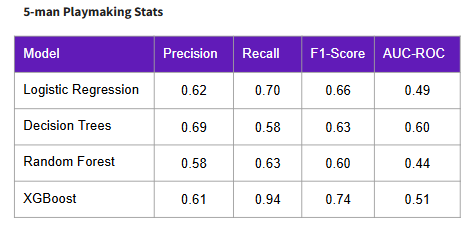 5-man Playmaking Stats
Model Precision Recall F1-Score AUC-ROC
Logistic Regression 0.62 0.70 0.66 0.49
Decision Trees 0.69 0.58 0.63 0.60
Random Forest 0.58 0.63 0.60 0.44
XGBoost 0.61 0.94 0.74 0.51